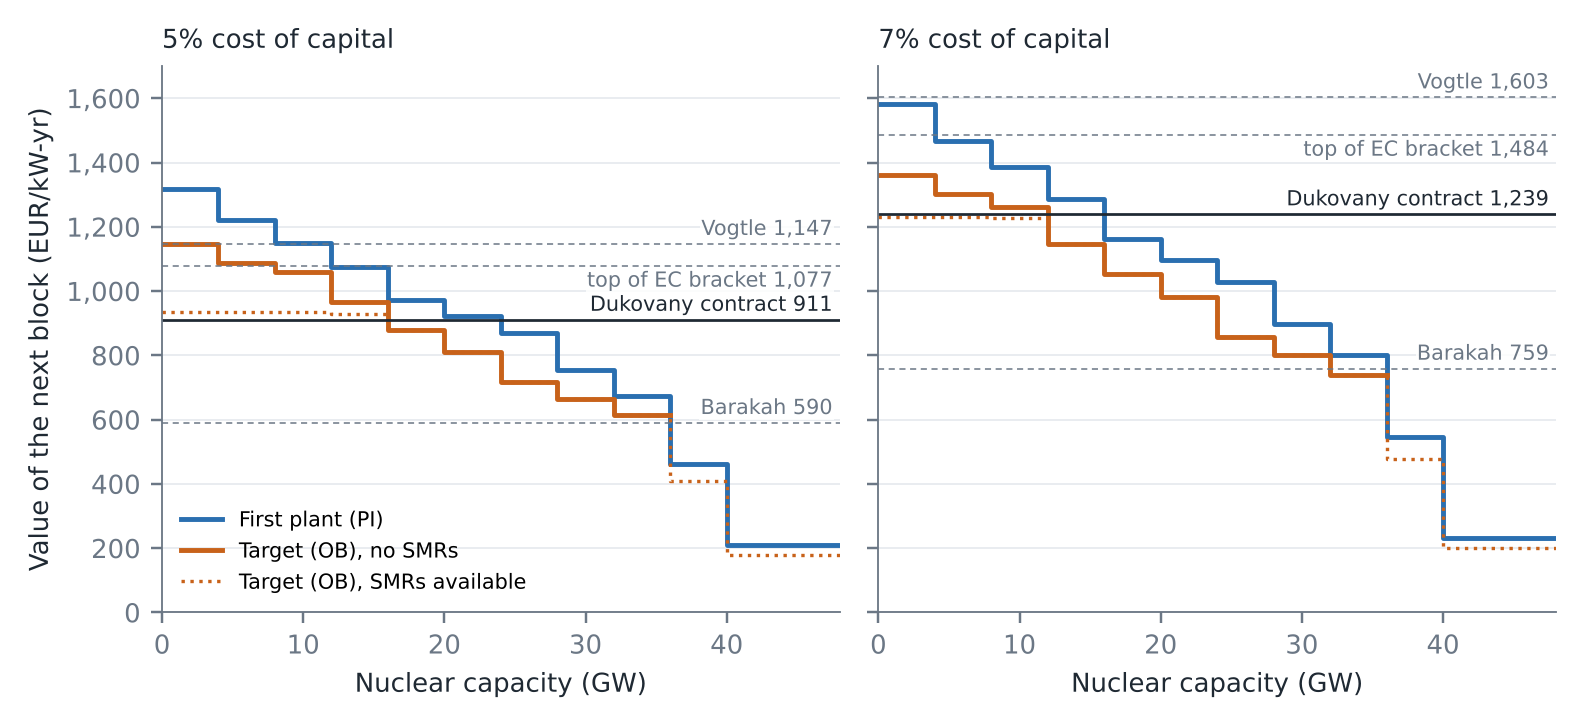 5% cost of capital
7% cost of capital
Value of the next block (EUR/kW-yr)
1,600
1,400
1,200
1,000
800
600
400
200
0
Vogtle 1,147
top of EC bracket 1,077
Dukovany contract 911
Barakah 590
First plant (PI)
Target (OB), no SMRs
Target (OB), SMRs available
0 10 20 30 40
Nuclear capacity (GW)
Vogtle 1,603
top of EC bracket 1,484
Dukovany contract 1,239
Barakah 759
0 10 20 30 40
Nuclear capacity (GW)